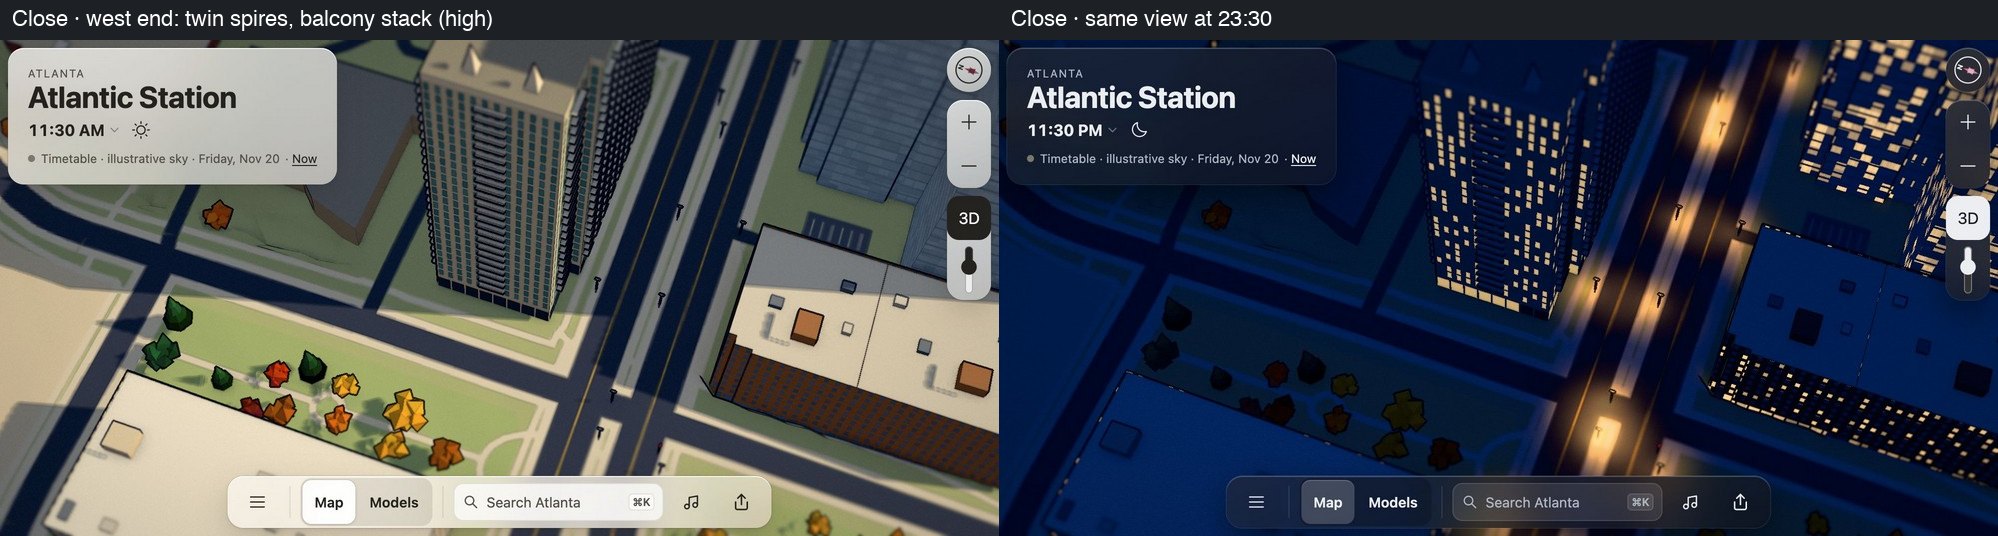 Close · west end: twin spires, balcony stack (high)
ATLANTA
Atlantic Station
11:30 AM
Timetable · illustrative sky · Friday, Nov 20 · Now
N
3D
Map Models Search Atlanta ⌘K
Close · same view at 23:30
ATLANTA
Atlantic Station
11:30 PM
Timetable · illustrative sky · Friday, Nov 20 · Now
N
3D
Map Models Search Atlanta ⌘K